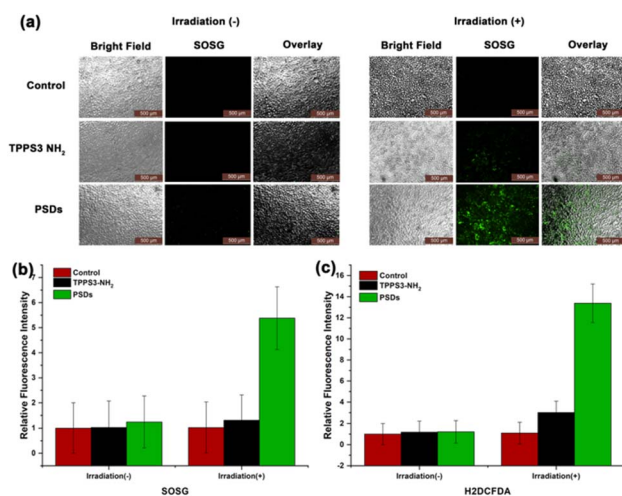 (a)
Irradiation (-)
Irradiation (+)
Bright Field SOSG Overlay
Bright Field SOSG Overlay
Control
500 µm 500 µm 500 µm 500 µm 500 µm 500 µm
TPPS3 NH₂
500 µm 500 µm 500 µm 500 µm 500 µm 500 µm
PSDs
500 µm 500 µm 500 µm 500 µm 500 µm 500 µm
(b)
Control
TPPS3-NH₂
PSDs
Relative Fluorescence Intensity
7
6
5
4
3
2
1
0
Irradiation(-) Irradiation(+)
SOSG
(c)
Control
TPPS3-NH₂
PSDs
Relative Fluorescence Intensity
16
14
12
10
8
6
4
2
0
-2
Irradiation(-) Irradiation(+)
H2DCFDA